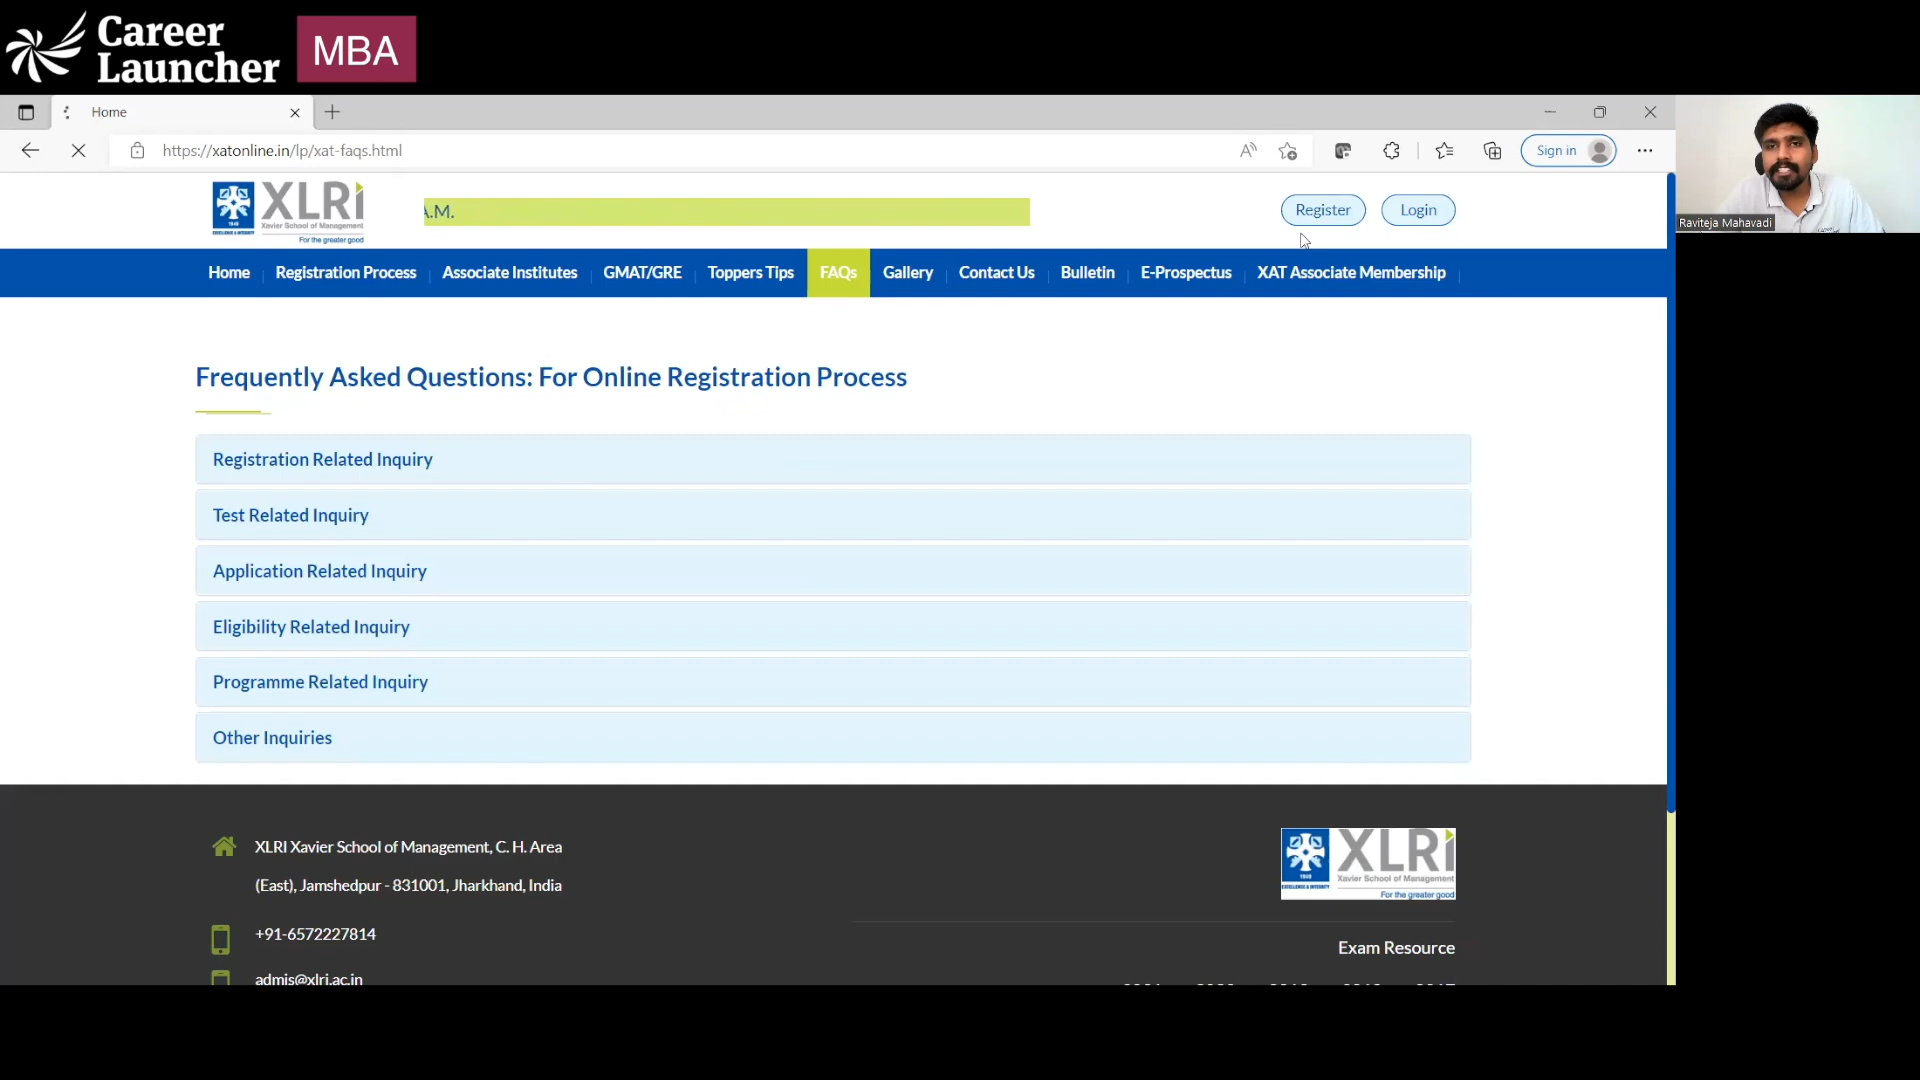 Career
Launcher
MBA
Home
https://xatonline.in/lp/xat-faqs.html
Sign in
XLRi
Xavier School of Management
For the greater good
A.M.
Register
Login
Raviteja Mahavadi
Home
Registration Process
Associate Institutes
GMAT/GRE
Toppers Tips
FAQs
Gallery
Contact Us
Bulletin
E-Prospectus
XAT Associate Membership
Frequently Asked Questions: For Online Registration Process
Registration Related Inquiry
Test Related Inquiry
Application Related Inquiry
Eligibility Related Inquiry
Programme Related Inquiry
Other Inquiries
XLRI Xavier School of Management, C. H. Area
(East), Jamshedpur - 831001, Jharkhand, India
+91-6572227814
admis@xlri.ac.in
XLRi
Xavier School of Management
For the greater good
Exam Resource